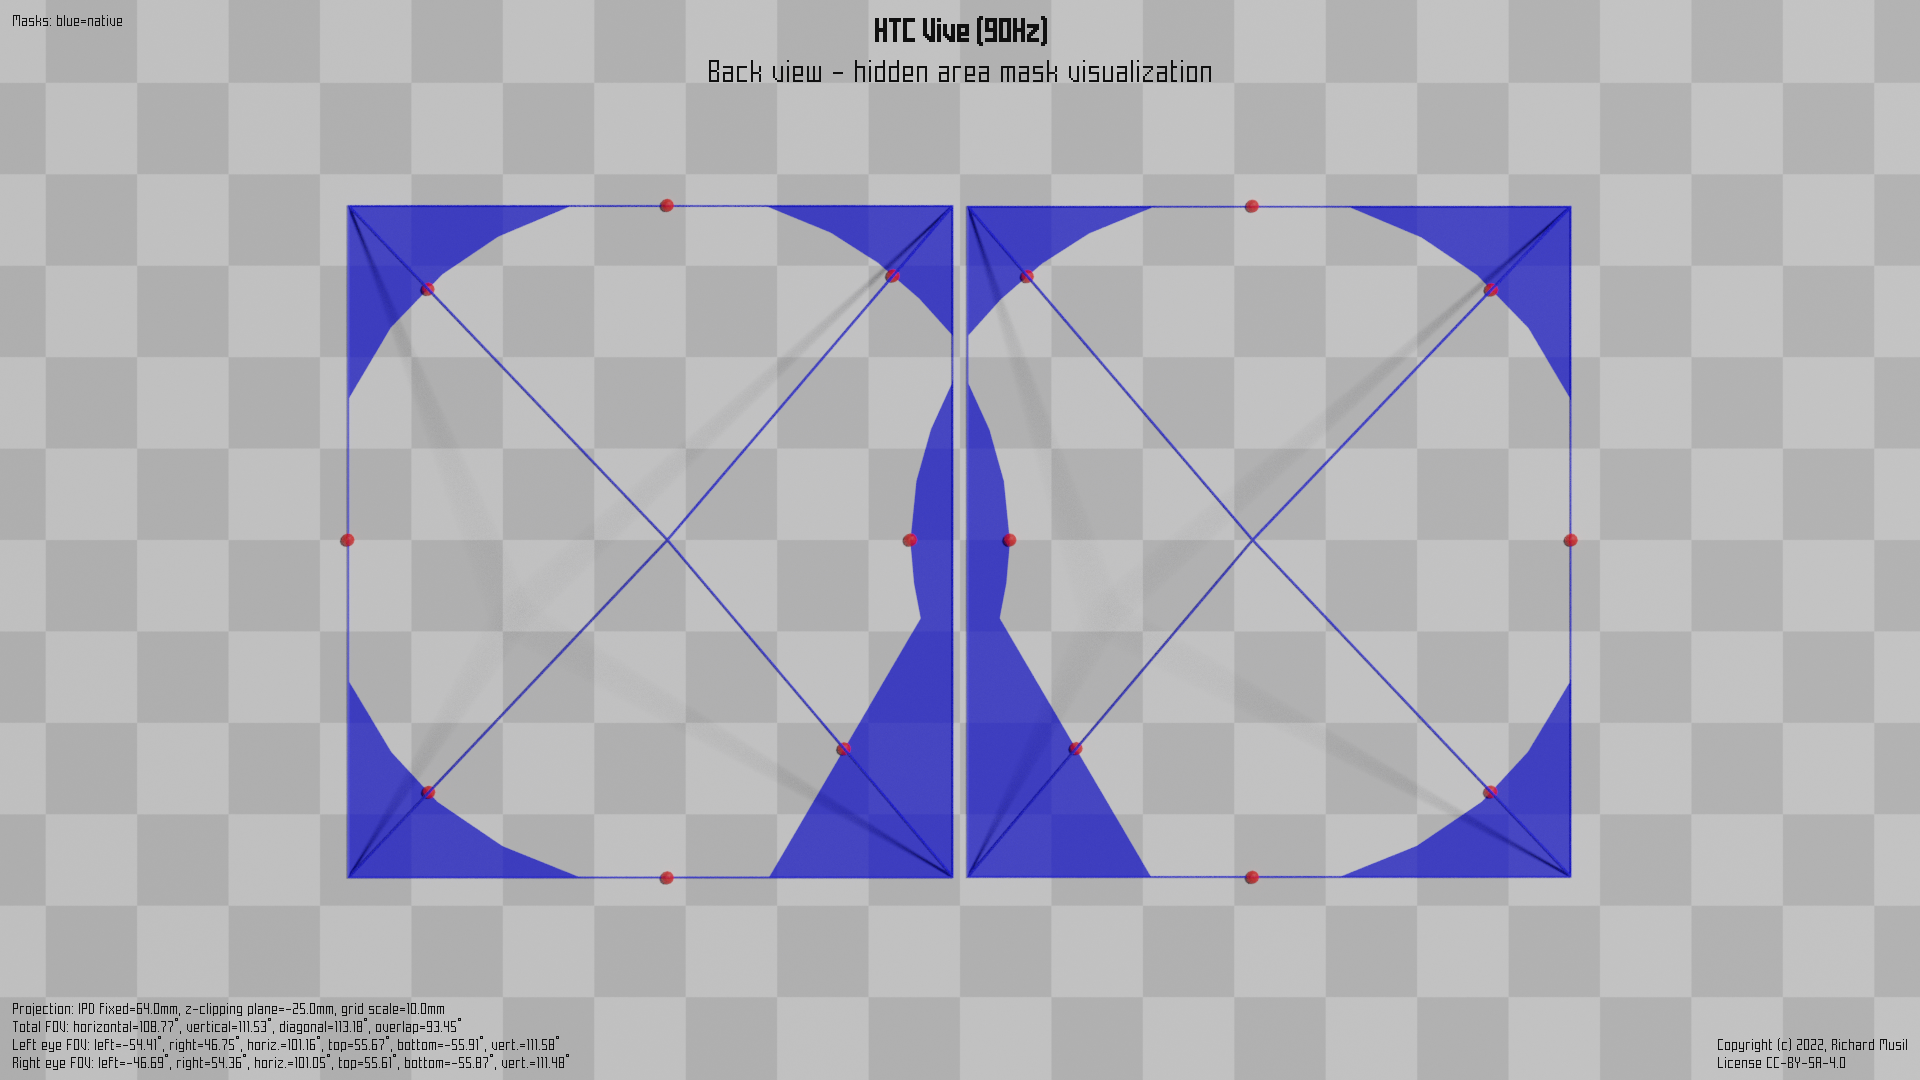 Masks: blue=native
HTC Vive (90Hz)
Back view - hidden area mask visualization
Projection: IPD fixed=64.0mm, z-clipping plane=-25.0mm, grid scale=10.0mm
Total FOV: horizontal=108.77°, vertical=111.53°, diagonal=113.18°, overlap=93.45°
Left eye FOV: left=-54.41°, right=46.75°, horiz.=101.16°, top=55.67°, bottom=-55.91°, vert.=111.58°
Right eye FOV: left=-46.69°, right=54.36°, horiz.=101.05°, top=55.61°, bottom=-55.87°, vert.=111.48°
Copyright (c) 2022, Richard Musil
License CC-BY-SA-4.0